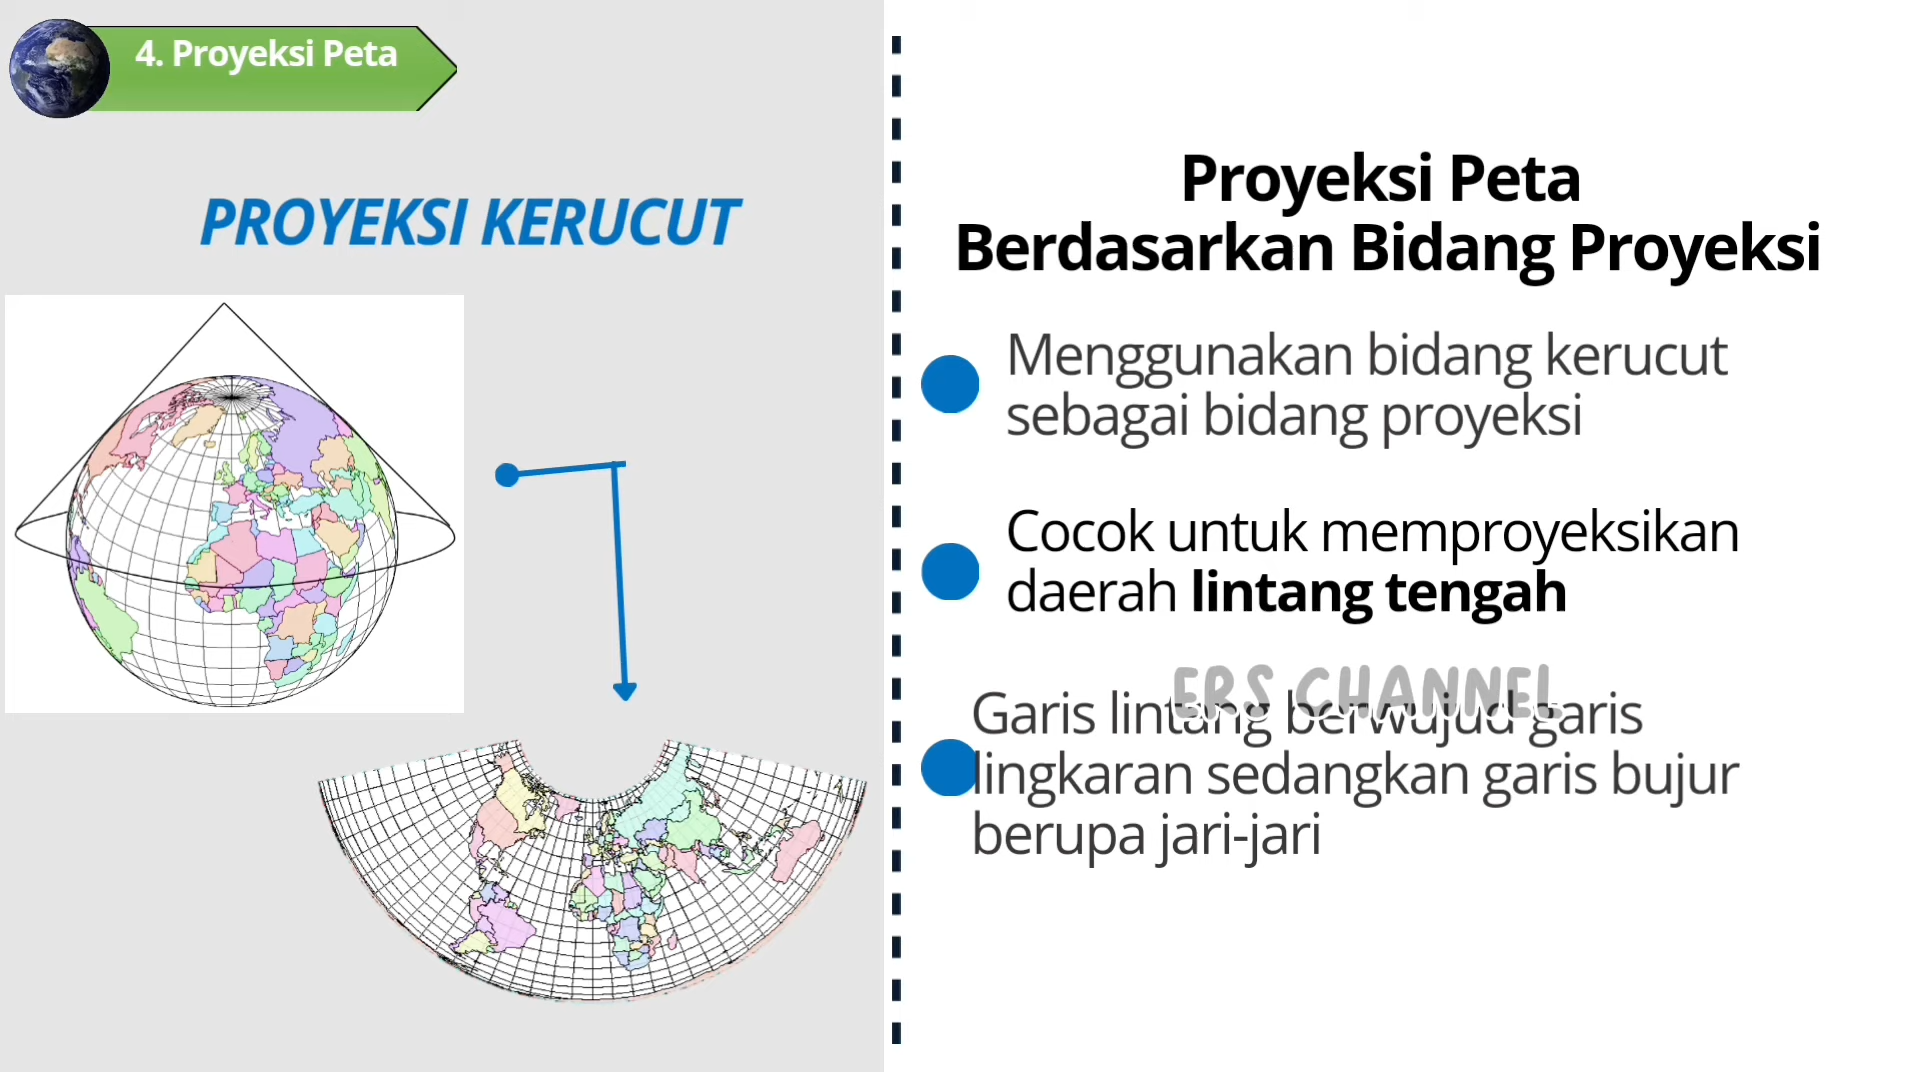 4. Proyeksi Peta
PROYEKSI KERUCUT
Proyeksi Peta
Berdasarkan Bidang Proyeksi
Menggunakan bidang kerucut
sebagai bidang proyeksi
Cocok untuk memproyeksikan
daerah lintang tengah
ERS CHANNEL
Garis lintang berwujud garis
lingkaran sedangkan garis bujur
berupa jari-jari